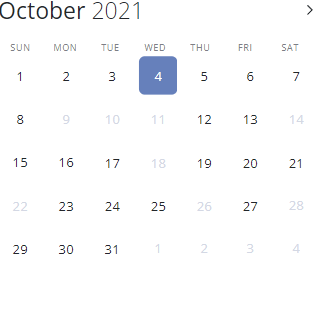 October 2021
SUN MON TUE WED THU FRI SAT
1 2 3 4 5 6 7
8 9 10 11 12 13 14
15 16 17 18 19 20 21
22 23 24 25 26 27 28
29 30 31 1 2 3 4